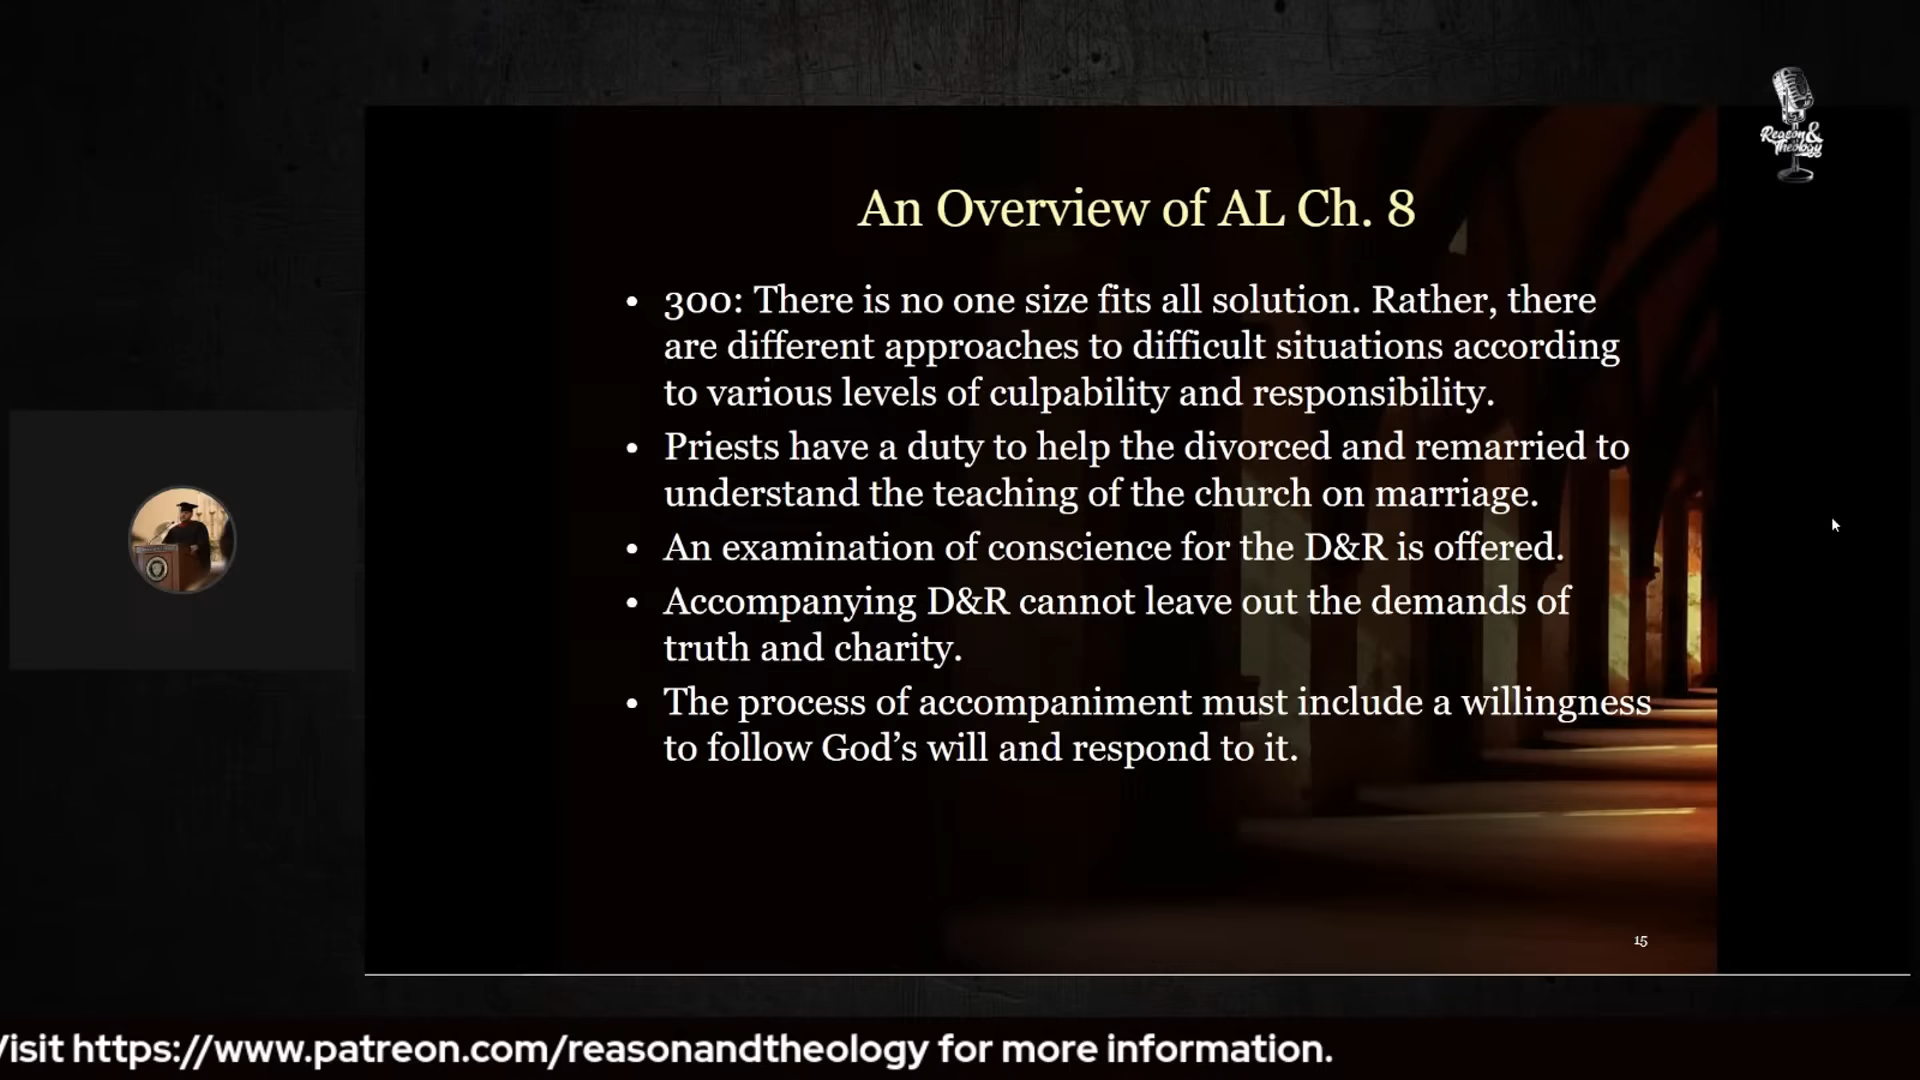 Reason &
Theology
An Overview of AL Ch. 8
• 300: There is no one size fits all solution. Rather, there
are different approaches to difficult situations according
to various levels of culpability and responsibility.
• Priests have a duty to help the divorced and remarried to
understand the teaching of the church on marriage.
• An examination of conscience for the D&R is offered.
• Accompanying D&R cannot leave out the demands of
truth and charity.
• The process of accompaniment must include a willingness
to follow God’s will and respond to it.
15
Visit https://www.patreon.com/reasonandtheology for more information.